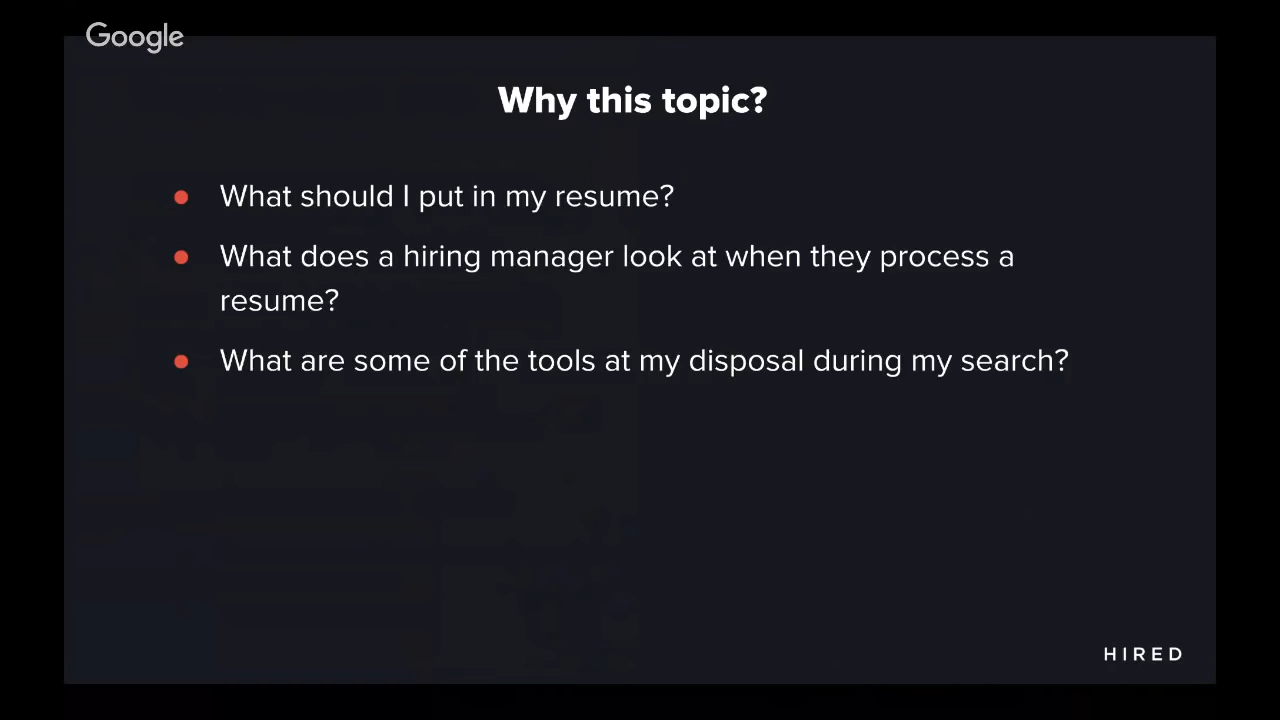 Google
Why this topic?
What should I put in my resume?
What does a hiring manager look at when they process a
resume?
What are some of the tools at my disposal during my search?
HIRED